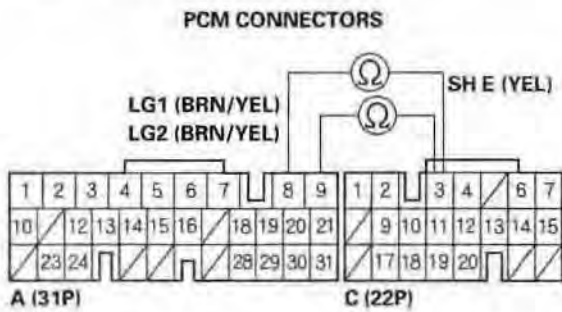 PCM CONNECTORS
Ω
LG1 (BRN/YEL) SH E (YEL)
LG2 (BRN/YEL) Ω
1 2 3 4 5 6 7 8 9 1 2 3 4 6 7
10 12 13 14 15 16 18 19 20 21 9 10 11 12 13 14 15
23 24 28 29 30 31 17 18 19 20
A (31P) C (22P)